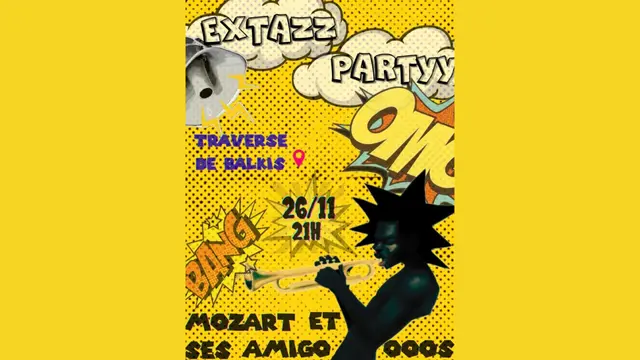 EXTAZZ
PARTYY
OMG
TRAVERSE
DE BALKIS
26/11
21H
BANG
MOZART ET
SES AMIGO OOOS